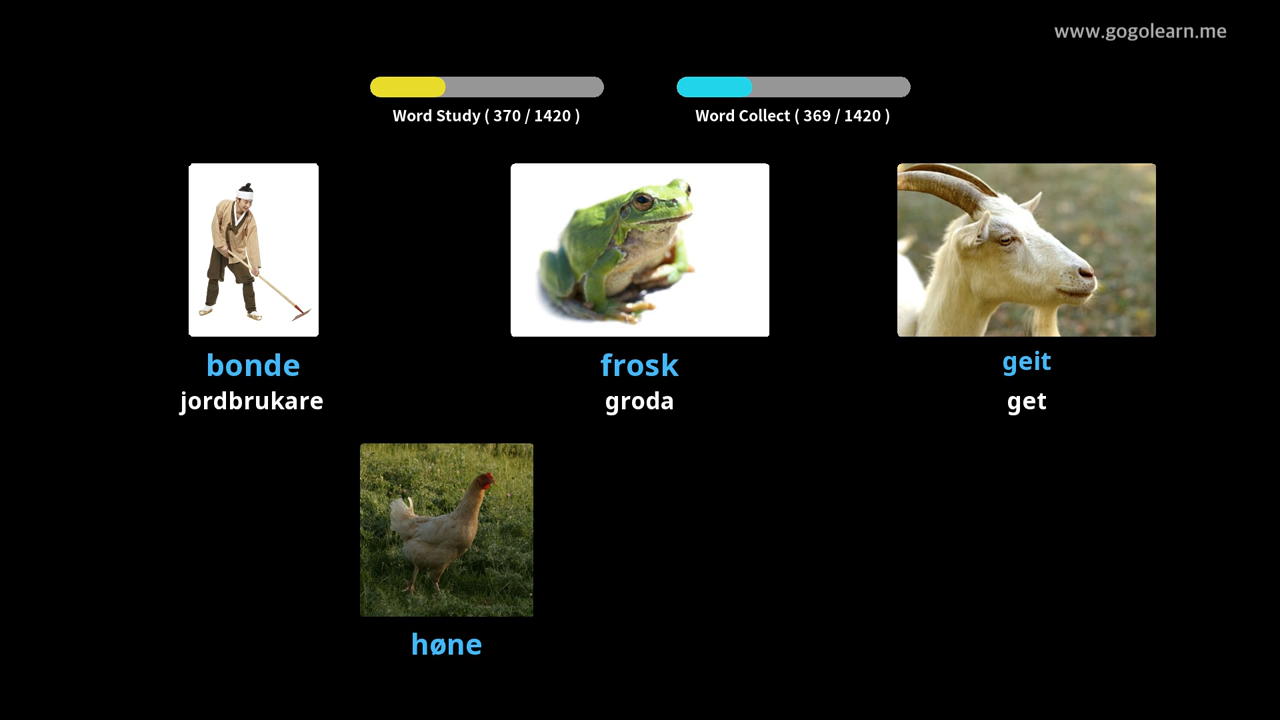 www.gogolearn.me
Word Study ( 370 / 1420 )
Word Collect ( 369 / 1420 )
bonde
jordbrukare
frosk
groda
geit
get
høne